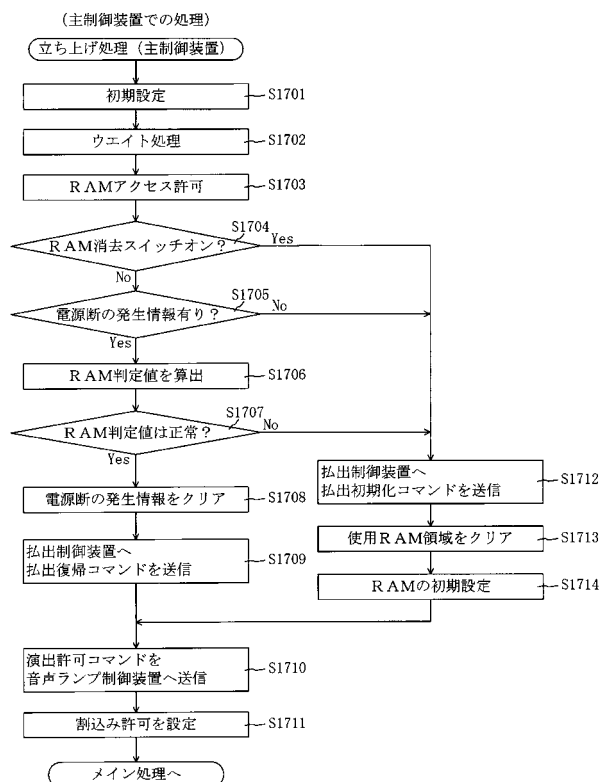 (主制御装置での処理)
立ち上げ処理(主制御装置)
初期設定
S1701
ウエイト処理
S1702
RAMアクセス許可
S1703
S1704
RAM消去スイッチオン?
Yes
No
S1705
電源断の発生情報有り?
No
Yes
RAM判定値を算出
S1706
S1707
RAM判定値は正常?
No
Yes
電源断の発生情報をクリア
S1708
払出制御装置へ
払出復帰コマンドを送信
S1709
払出制御装置へ
払出初期化コマンドを送信
S1712
使用RAM領域をクリア
S1713
RAMの初期設定
S1714
演出許可コマンドを
音声ランプ制御装置へ送信
S1710
割込み許可を設定
S1711
メイン処理へ